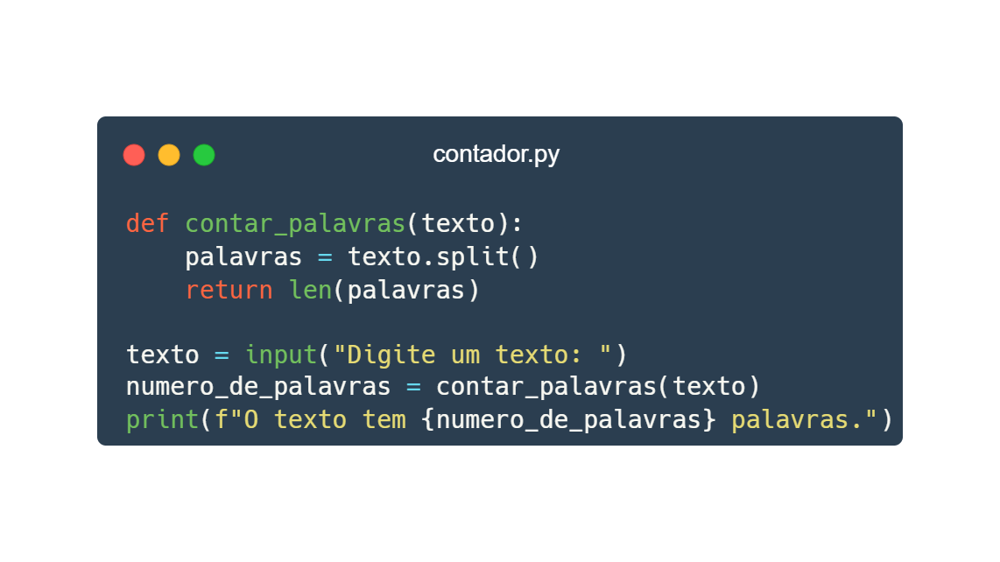 contador.py
def contar_palavras(texto):
    palavras = texto.split()
    return len(palavras)
texto = input("Digite um texto: ")
numero_de_palavras = contar_palavras(texto)
print(f"O texto tem {numero_de_palavras} palavras.")